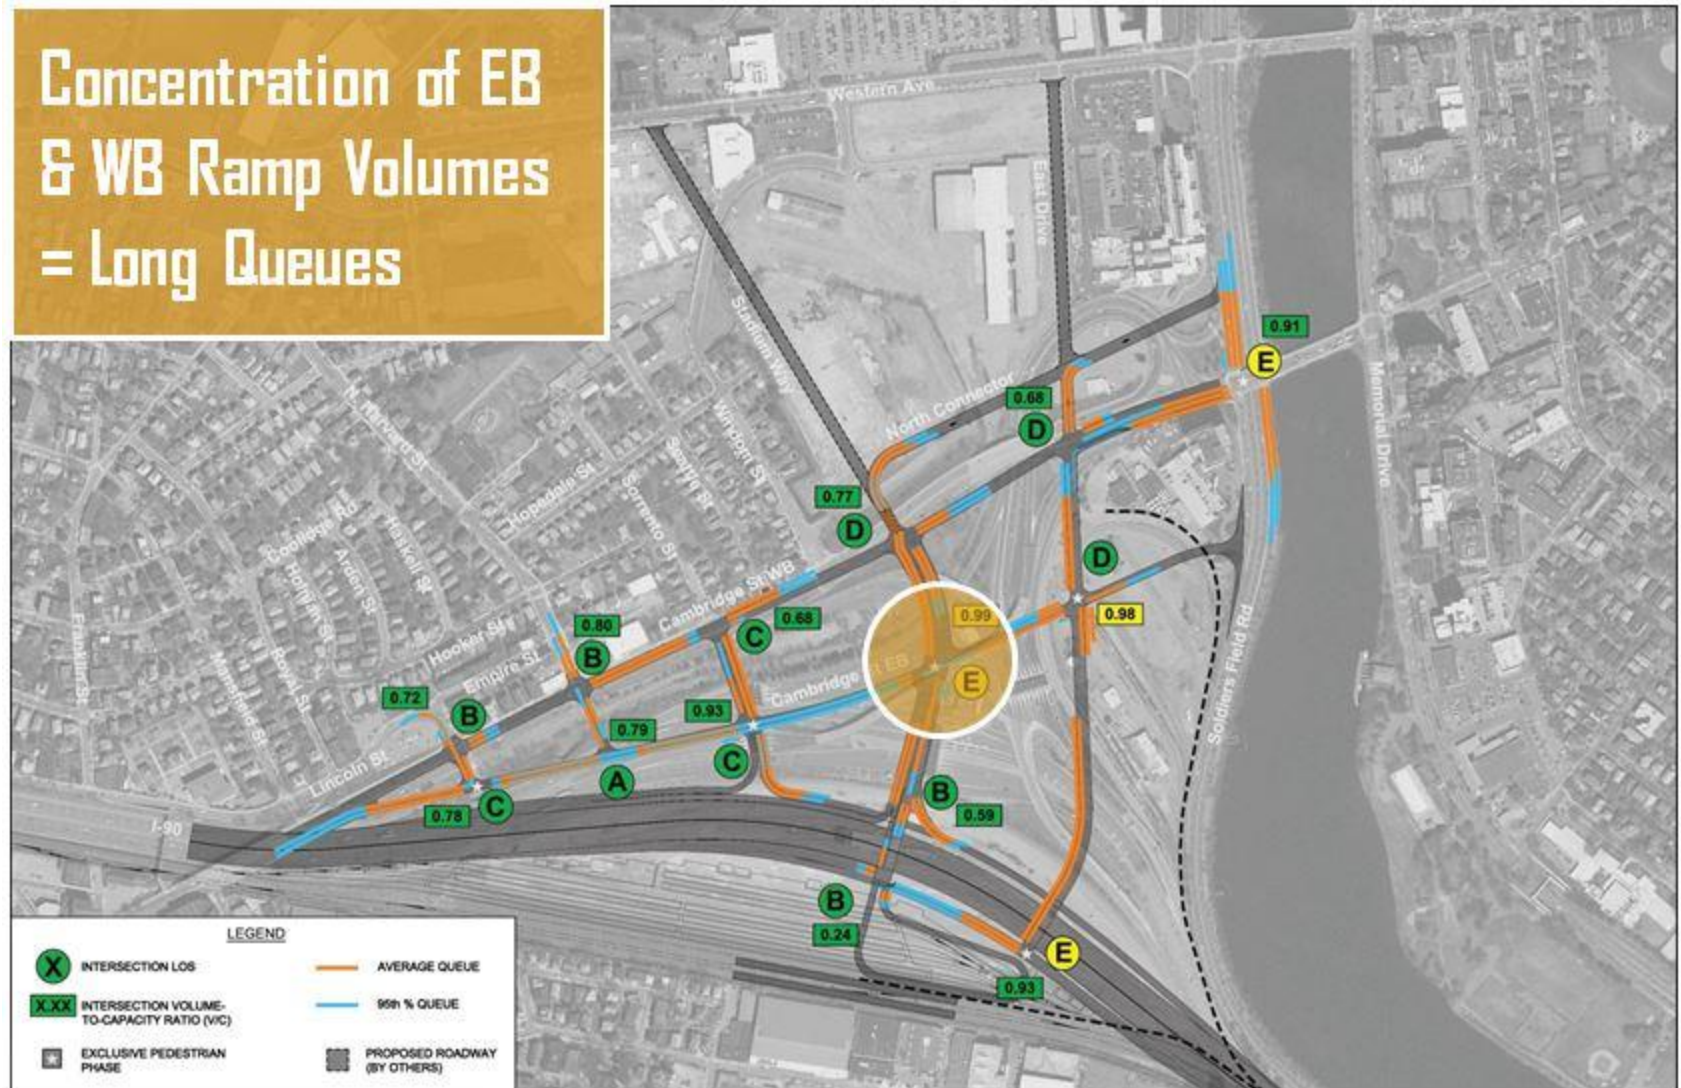 Concentration of EB
& WB Ramp Volumes
= Long Queues
Western Ave
East Drive
Stadium Way
0.91
E
Memorial Drive
North Connector
0.68
D
N. Harvard St
Windom St
Seattle St
Hopedale St
Sorrento St
0.77
D
Coolidge Rd
Haskell St
Arden St
Holman St
D
0.98
Cambridge St WB
0.99
E
0.68
C
0.80
B
Hooker St
Empire St
Franklin St
Royal St
Mansfield St
Soldiers Field Rd
Cambridge
EB
0.72
B
0.93
0.79
C
A
Lincoln St
0.78
C
I-90
B
0.59
B
0.24
E
0.93
LEGEND
X INTERSECTION LOS
AVERAGE QUEUE
X.XX INTERSECTION VOLUME-
TO-CAPACITY RATIO (V/C)
95th % QUEUE
EXCLUSIVE PEDESTRIAN
PHASE
PROPOSED ROADWAY
(BY OTHERS)